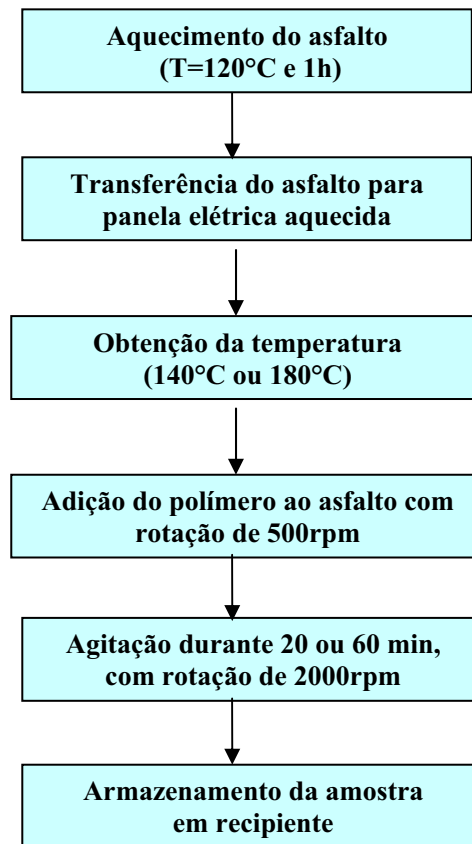 Aquecimento do asfalto
(T=120°C e 1h)
Transferência do asfalto para
panela elétrica aquecida
Obtenção da temperatura
(140°C ou 180°C)
Adição do polímero ao asfalto com
rotação de 500rpm
Agitação durante 20 ou 60 min,
com rotação de 2000rpm
Armazenamento da amostra
em recipiente